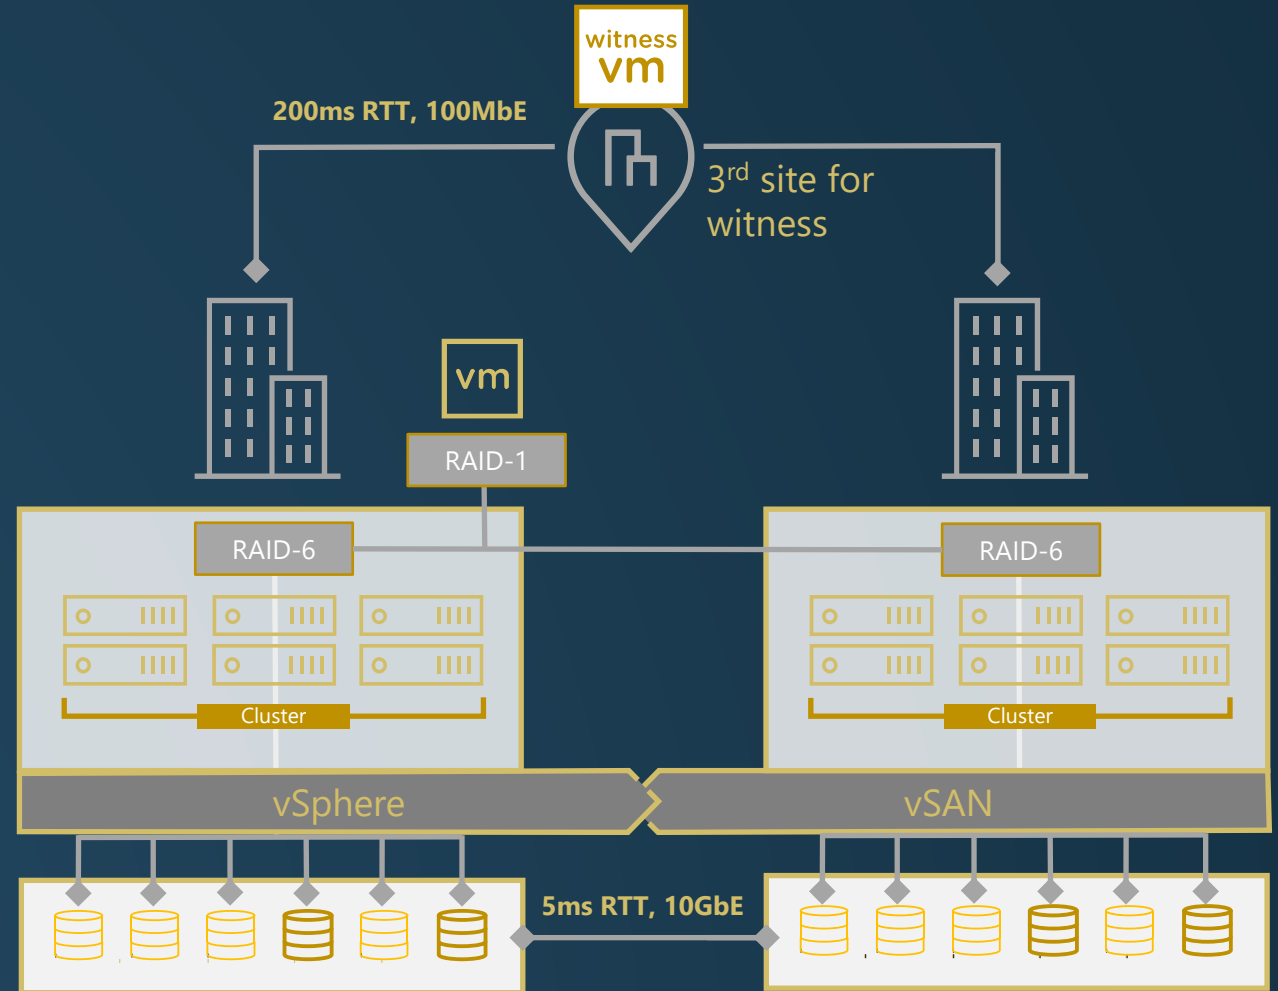 witness
vm
200ms RTT, 100MbE
3rd site for
witness
vm
RAID-1
RAID-6
RAID-6
Cluster
Cluster
vSphere
vSAN
5ms RTT, 10GbE